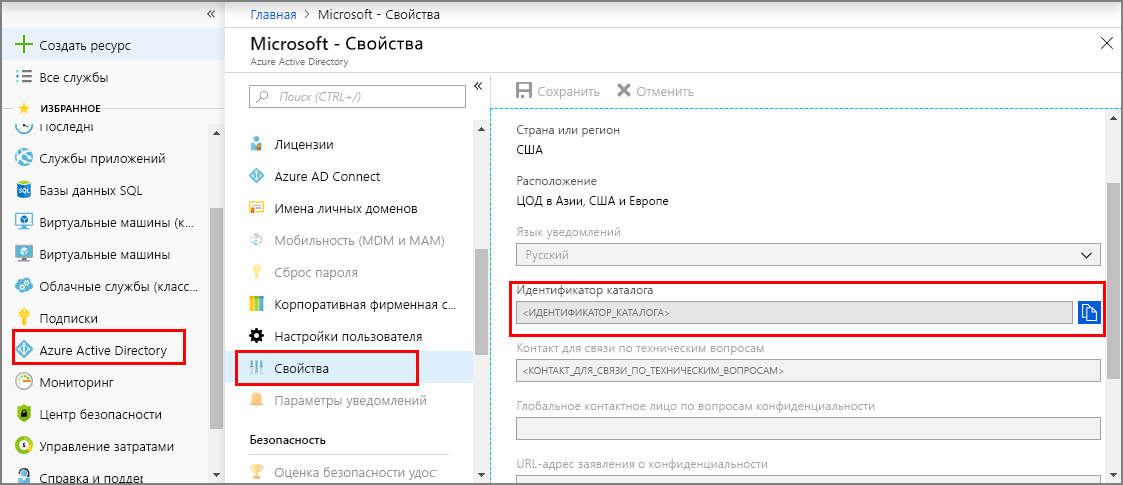 Главная > Microsoft - Свойства
Microsoft - Свойства
Azure Active Directory
Создать ресурс
Все службы
ИЗБРАННОЕ
Службы приложений
Базы данных SQL
Виртуальные машины (к...
Виртуальные машины
Облачные службы (класс...
Подписки
Azure Active Directory
Мониторинг
Центр безопасности
Управление затратами
Справка и
Поиск (CTRL+/)
Лицензии
Azure AD Connect
Имена личных доменов
Мобильность (MDM и MAM)
Сброс пароля
Корпоративная фирменная с...
Настройки пользователя
Свойства
Параметры уведомлений
Безопасность
Оценка безопасности удос
Сохранить
Отменить
Страна или регион
США
Расположение
ЦОД в Азии, США и Европе
Язык уведомлений
Русский
Идентификатор каталога
<ИДЕНТИФИКАТОР_КАТАЛОГА>
Контакт для связи по техническим вопросам
<КОНТАКТ_ДЛЯ_СВЯЗИ_ПО_ТЕХНИЧЕСКИМ_ВОПРОСАМ>
Глобальное контактное лицо по вопросам конфиденциальности
URL-адрес заявления о конфиденциальности